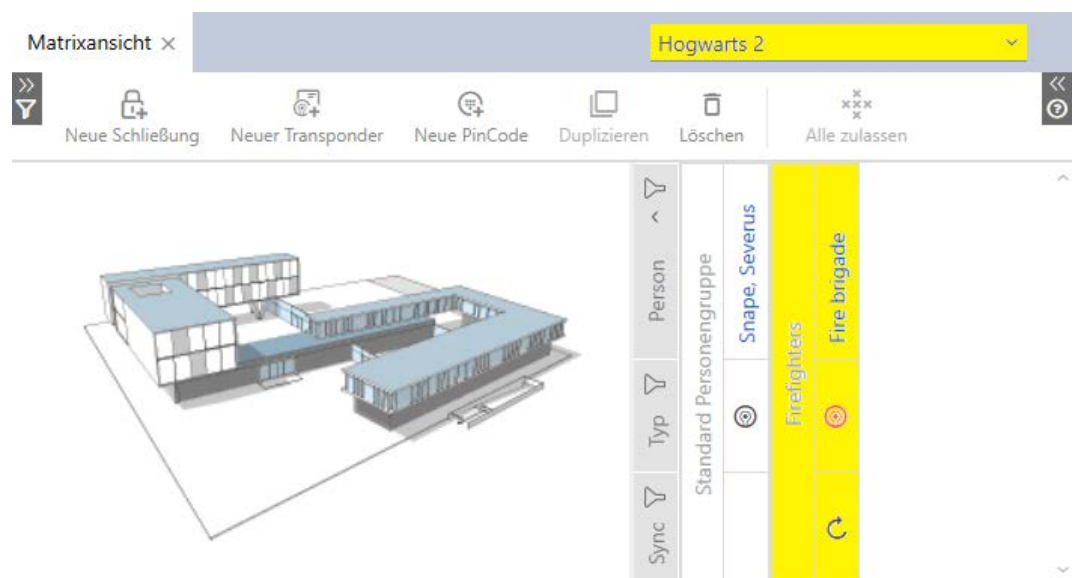 Matrixansicht
Hogwarts 2
Neue Schließung
Neuer Transponder
Neue PinCode
Duplizieren
Löschen
Alle zulassen
Person
Typ
Sync
Standard Personengruppe
Snape, Severus
Firefighters
Fire brigade